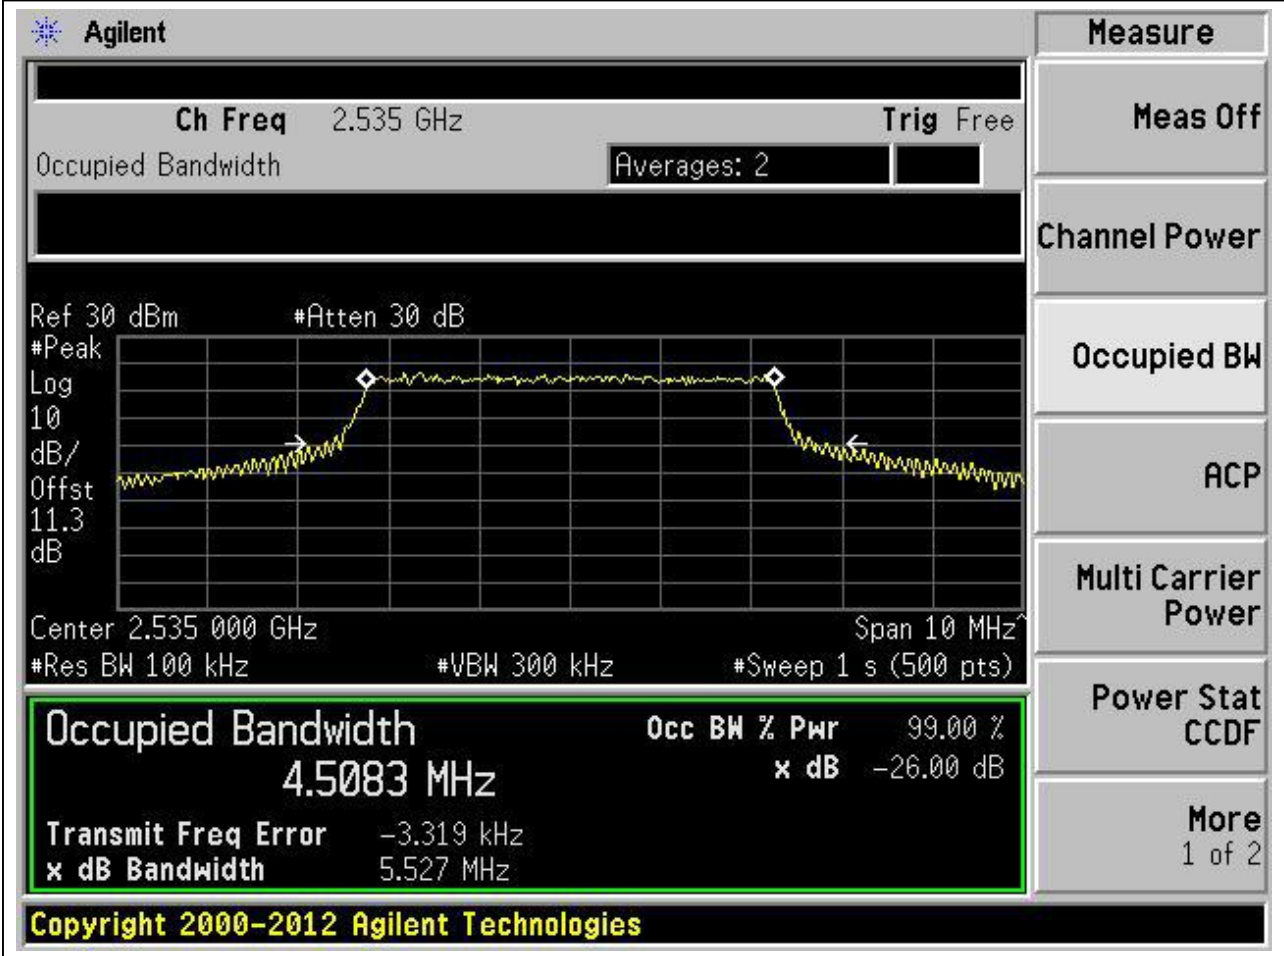 Agilent
Measure
Ch Freq 2.535 GHz Trig Free
Occupied Bandwidth Averages: 2
Meas Off
Channel Power
Occupied BW
ACP
Multi Carrier
Power
Power Stat
CCDF
More
1 of 2
Ref 30 dBm #Atten 30 dB
#Peak
Log
10
dB/
Offst
11.3
dB
Center 2.535 000 GHz Span 10 MHz^
#Res BW 100 kHz #VBW 300 kHz #Sweep 1 s (500 pts)
Occupied Bandwidth Occ BW % Pwr 99.00 %
4.5083 MHz x dB -26.00 dB
Transmit Freq Error -3.319 kHz
x dB Bandwidth 5.527 MHz
Copyright 2000-2012 Agilent Technologies